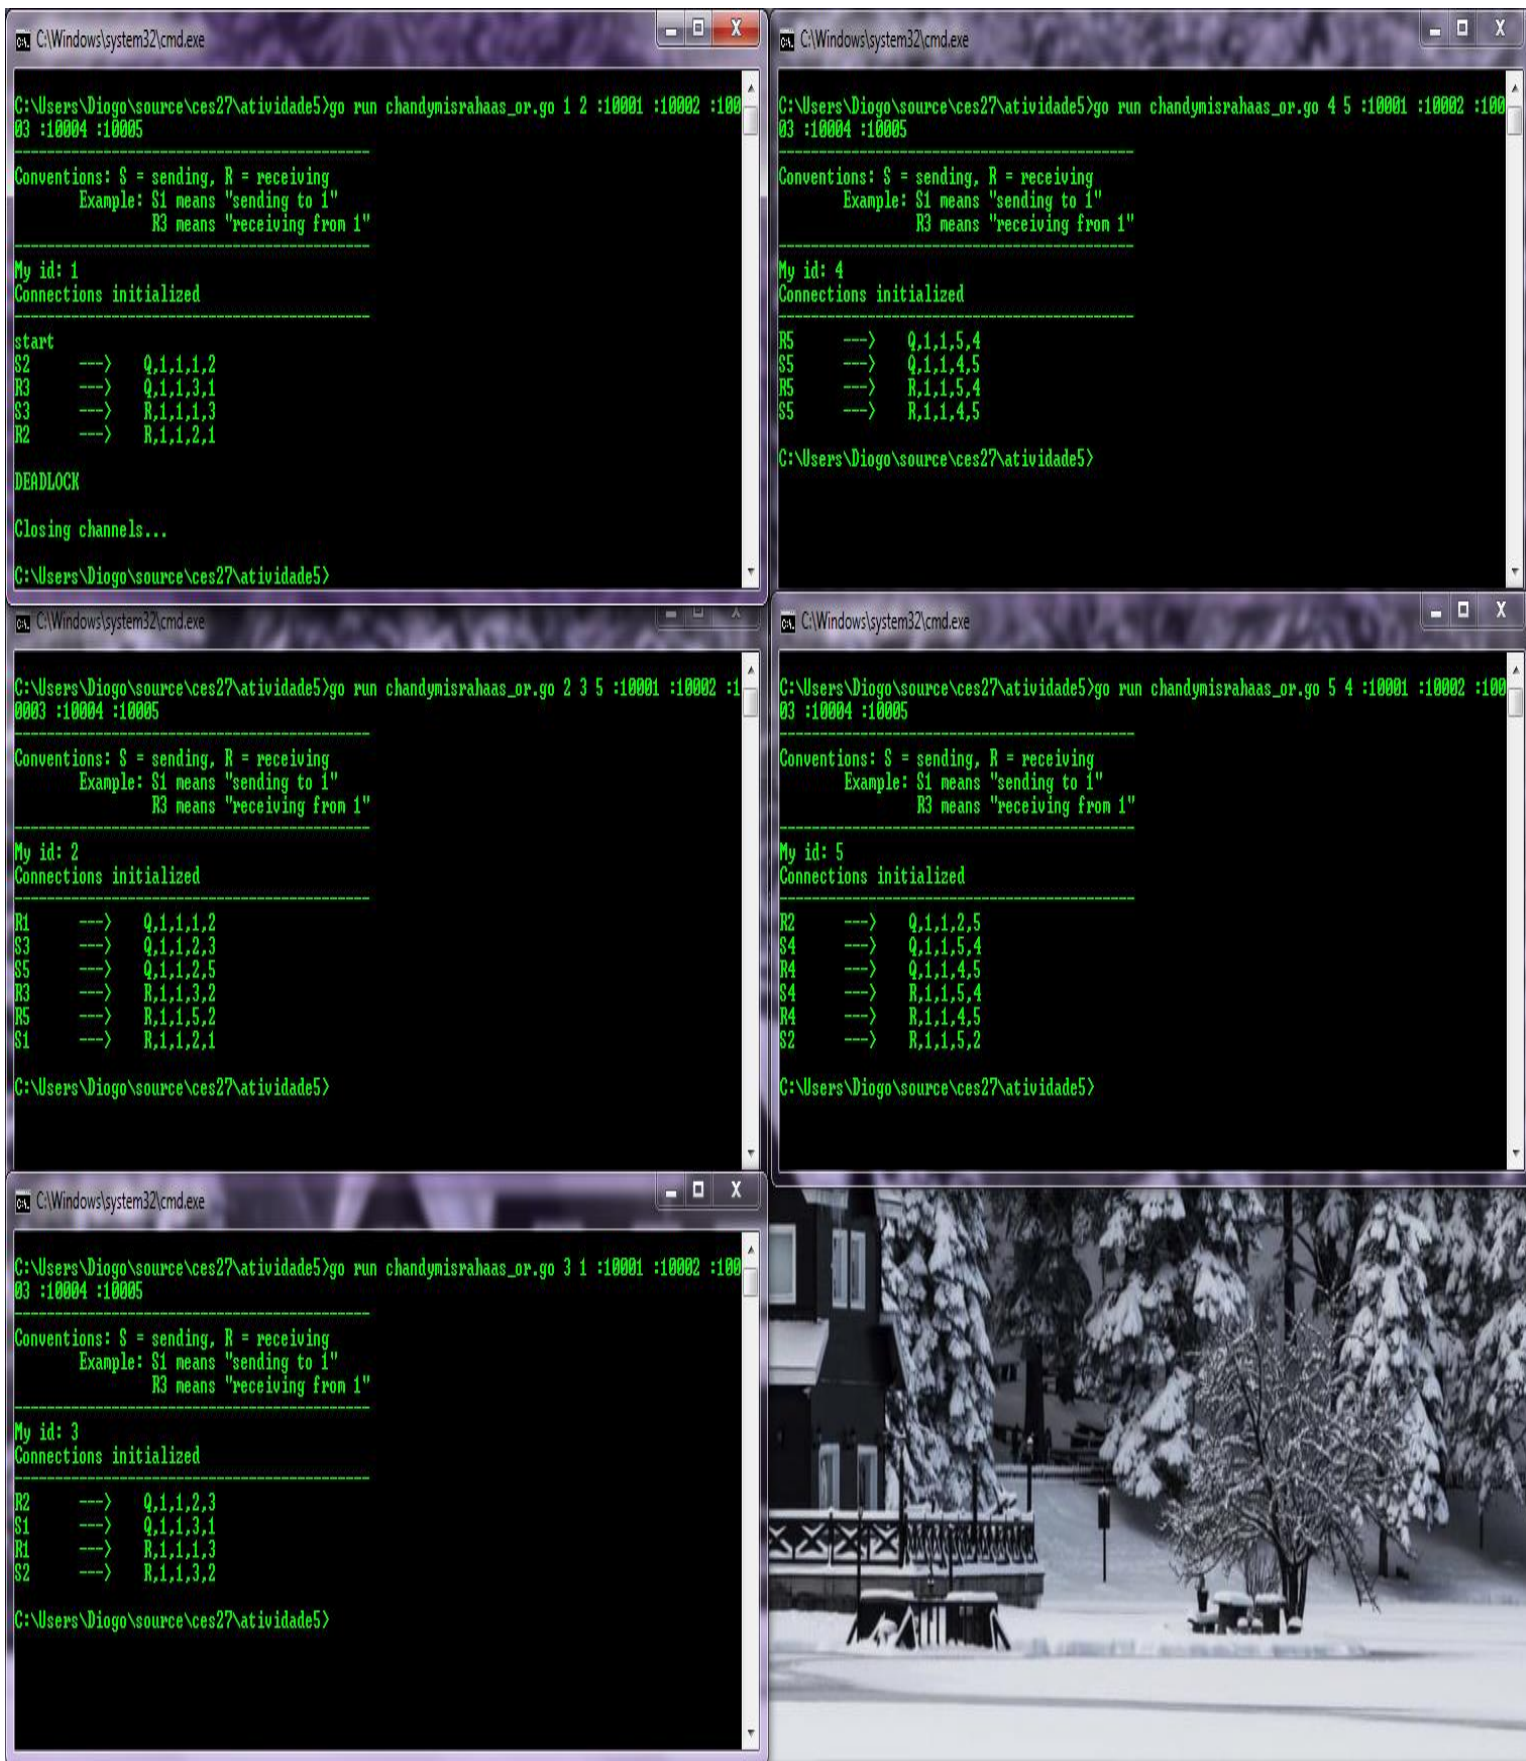 C:\Windows\system32\cmd.exe
C:\Users\Diogo\source\ces27\atividade5>go run chandymisrahaas_or.go 1 2 :10001 :10002 :100
03 :10004 :10005
Conventions: S = sending, R = receiving
Example: S1 means "sending to 1"
R3 means "receiving from 1"
My id: 1
Connections initialized
start
S2 ---> Q,1,1,1,2
R3 ---> Q,1,1,3,1
S3 ---> R,1,1,1,3
R2 ---> R,1,1,2,1
DEADLOCK
Closing channels...
C:\Users\Diogo\source\ces27\atividade5>
C:\Windows\system32\cmd.exe
C:\Users\Diogo\source\ces27\atividade5>go run chandymisrahaas_or.go 4 5 :10001 :10002 :100
03 :10004 :10005
Conventions: S = sending, R = receiving
Example: S1 means "sending to 1"
R3 means "receiving from 1"
My id: 4
Connections initialized
R5 ---> Q,1,1,5,4
S5 ---> Q,1,1,4,5
R5 ---> R,1,1,5,4
S5 ---> R,1,1,4,5
C:\Users\Diogo\source\ces27\atividade5>
C:\Windows\system32\cmd.exe
C:\Users\Diogo\source\ces27\atividade5>go run chandymisrahaas_or.go 2 3 5 :10001 :10002 :1
0003 :10004 :10005
Conventions: S = sending, R = receiving
Example: S1 means "sending to 1"
R3 means "receiving from 1"
My id: 2
Connections initialized
R1 ---> Q,1,1,1,2
S3 ---> Q,1,1,2,3
S5 ---> Q,1,1,2,5
R3 ---> R,1,1,3,2
R5 ---> R,1,1,5,2
S1 ---> R,1,1,2,1
C:\Users\Diogo\source\ces27\atividade5>
C:\Windows\system32\cmd.exe
C:\Users\Diogo\source\ces27\atividade5>go run chandymisrahaas_or.go 5 4 :10001 :10002 :100
03 :10004 :10005
Conventions: S = sending, R = receiving
Example: S1 means "sending to 1"
R3 means "receiving from 1"
My id: 5
Connections initialized
R2 ---> Q,1,1,2,5
S4 ---> Q,1,1,5,4
R4 ---> Q,1,1,4,5
S4 ---> R,1,1,5,4
R4 ---> R,1,1,4,5
S2 ---> R,1,1,5,2
C:\Users\Diogo\source\ces27\atividade5>
C:\Windows\system32\cmd.exe
C:\Users\Diogo\source\ces27\atividade5>go run chandymisrahaas_or.go 3 1 :10001 :10002 :100
03 :10004 :10005
Conventions: S = sending, R = receiving
Example: S1 means "sending to 1"
R3 means "receiving from 1"
My id: 3
Connections initialized
R2 ---> Q,1,1,2,3
S1 ---> Q,1,1,3,1
R1 ---> R,1,1,1,3
S2 ---> R,1,1,3,2
C:\Users\Diogo\source\ces27\atividade5>